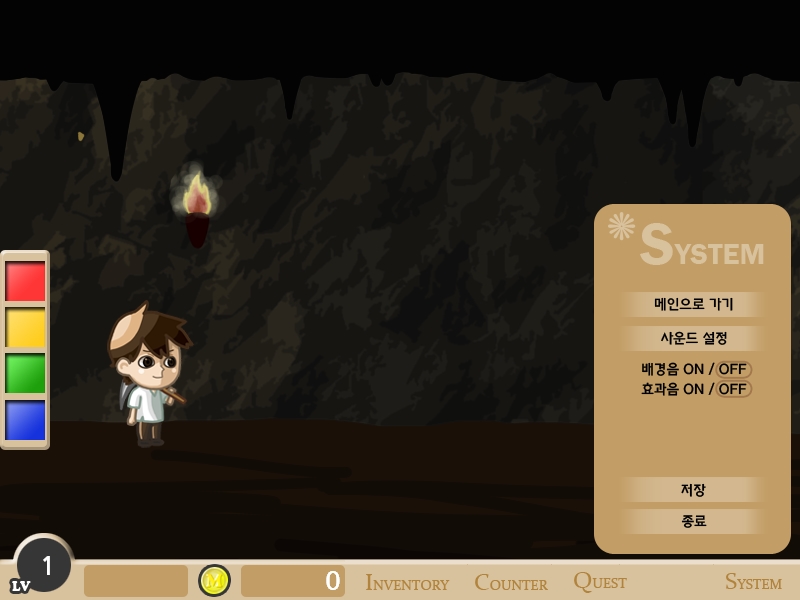 SYSTEM
메인으로 가기
사운드 설정
배경음 ON / OFF
효과음 ON / OFF
저장
종료
LV 1
M
0
INVENTORY COUNTER QUEST SYSTEM